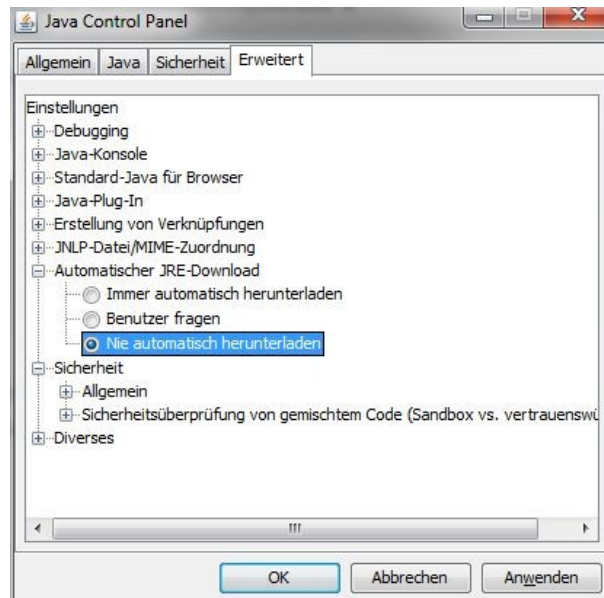 Java Control Panel
Allgemein Java Sicherheit Erweitert
Einstellungen
Debugging
Java-Konsole
Standard-Java für Browser
Java-Plug-In
Erstellung von Verknüpfungen
JNLP-Datei/MIME-Zuordnung
Automatischer JRE-Download
Immer automatisch herunterladen
Benutzer fragen
Nie automatisch herunterladen
Sicherheit
Allgemein
Sicherheitsüberprüfung von gemischtem Code (Sandbox vs. vertrauenswü
Diverses
OK Abbrechen Anwenden